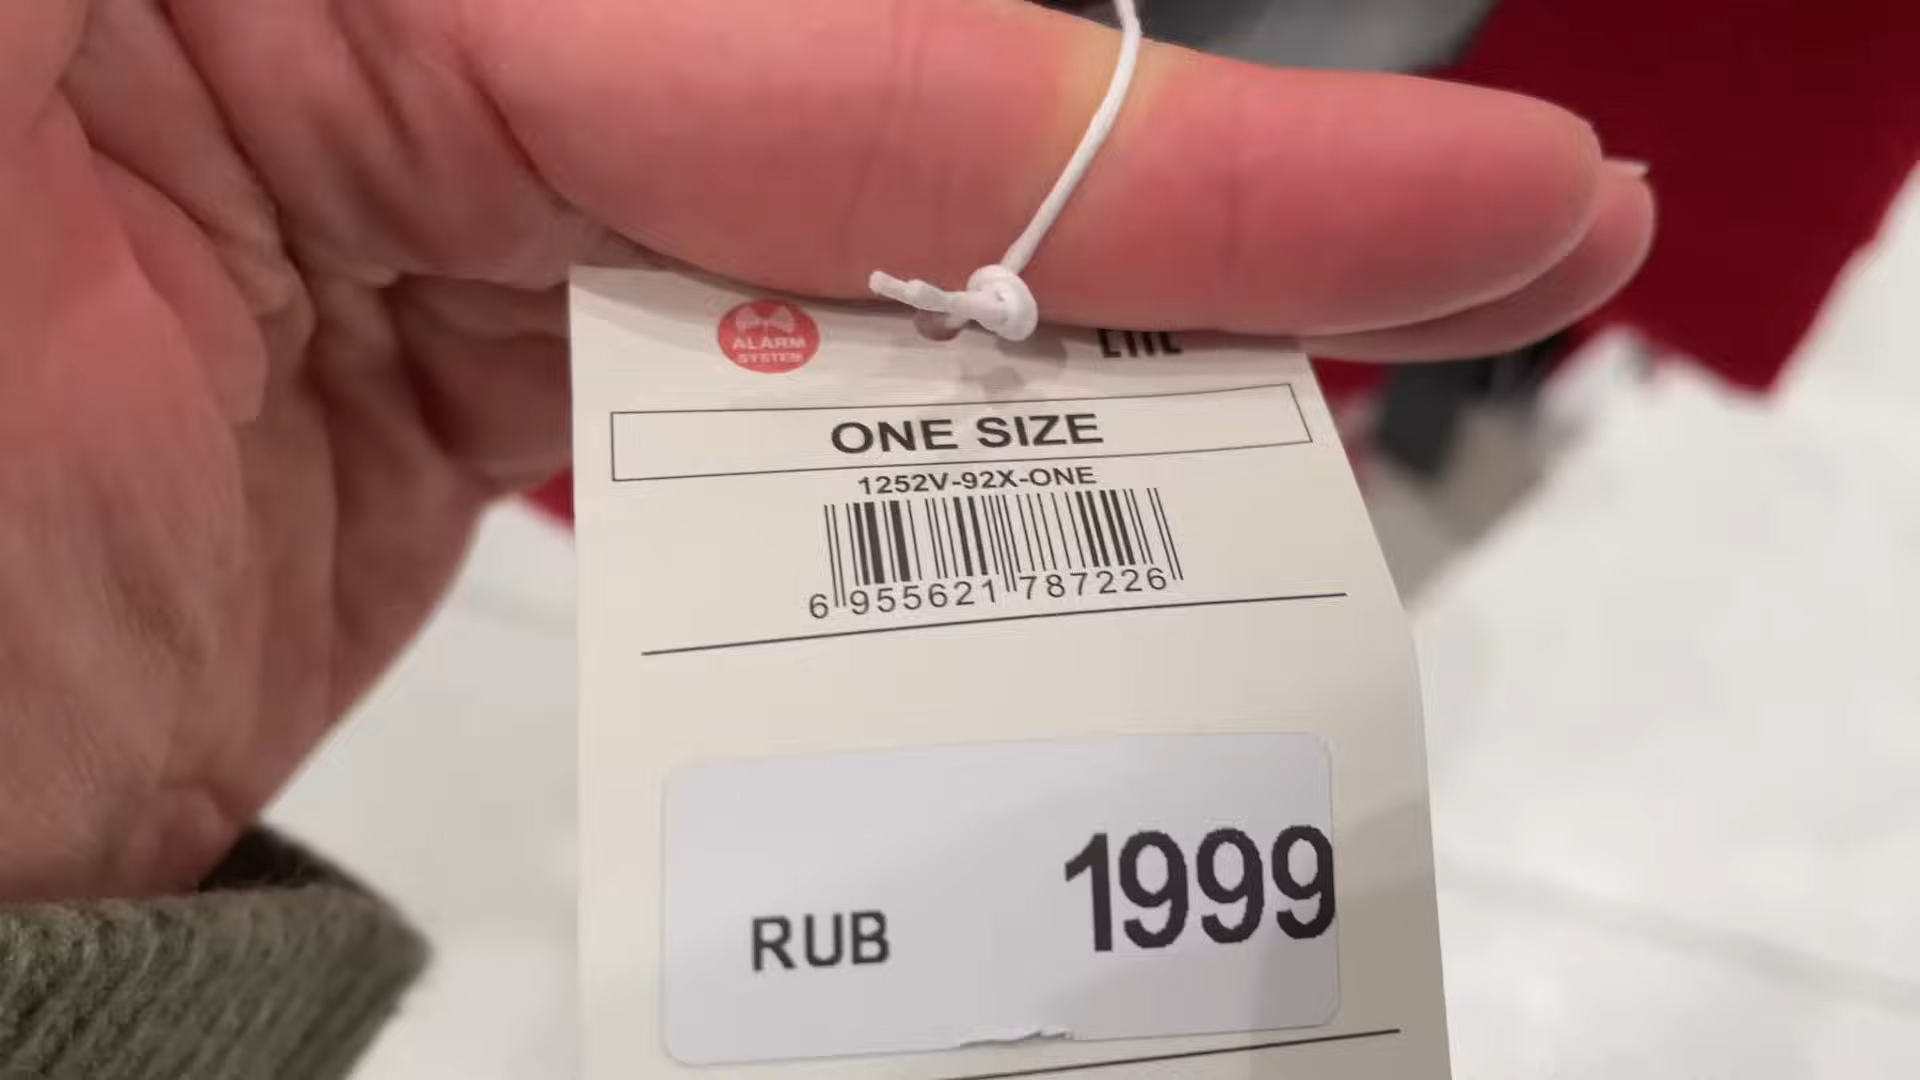 ALARM
SYSTEM
ONE SIZE
1252V-92X-ONE
6 955621 787226
RUB 1999